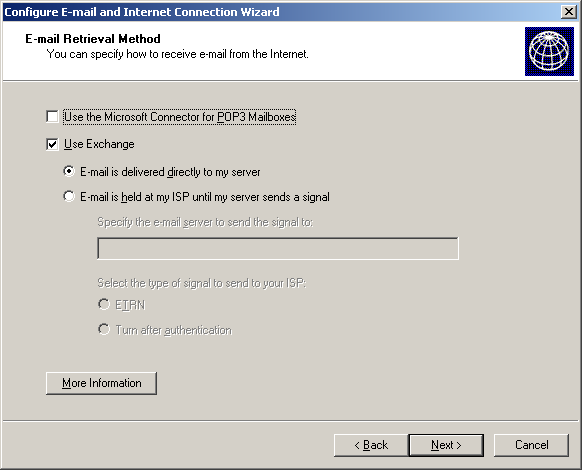 Configure E-mail and Internet Connection Wizard
E-mail Retrieval Method
You can specify how to receive e-mail from the Internet.
Use the Microsoft Connector for POP3 Mailboxes
Use Exchange
E-mail is delivered directly to my server
E-mail is held at my ISP until my server sends a signal
Specify the e-mail server to send the signal to:
Select the type of signal to send to your ISP:
ETRN
Turn after authentication
More Information
< Back
Next >
Cancel